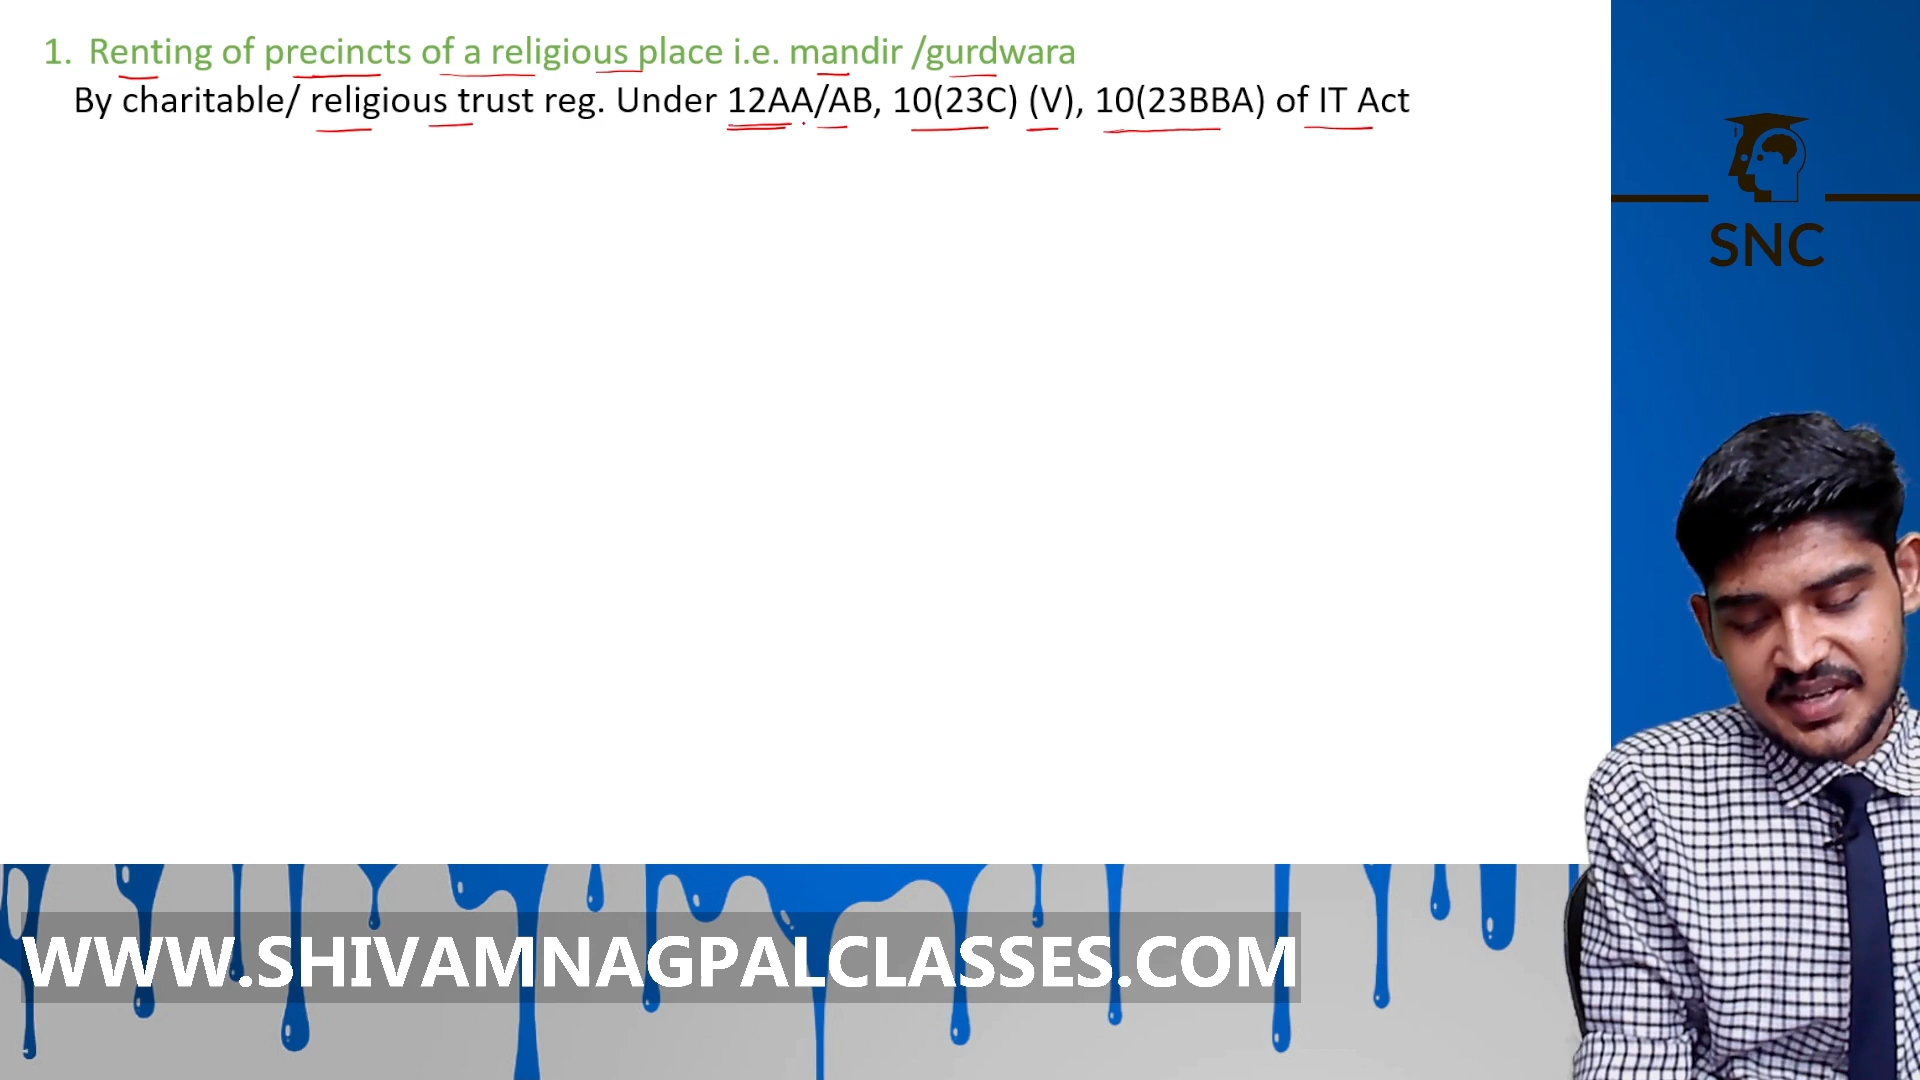 1. Renting of precincts of a religious place i.e. mandir /gurdwara
By charitable/ religious trust reg. Under 12AA/AB, 10(23C) (V), 10(23BBA) of IT Act
SNC
WWW.SHIVAMNAGPALCLASSES.COM